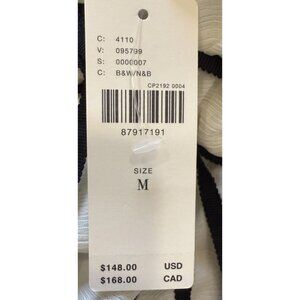 C: 4110
V: 095799
S: 0000007
C: B&W/N&B
CP2192 0004
87917191
SIZE
M
$148.00 USD
$168.00 CAD